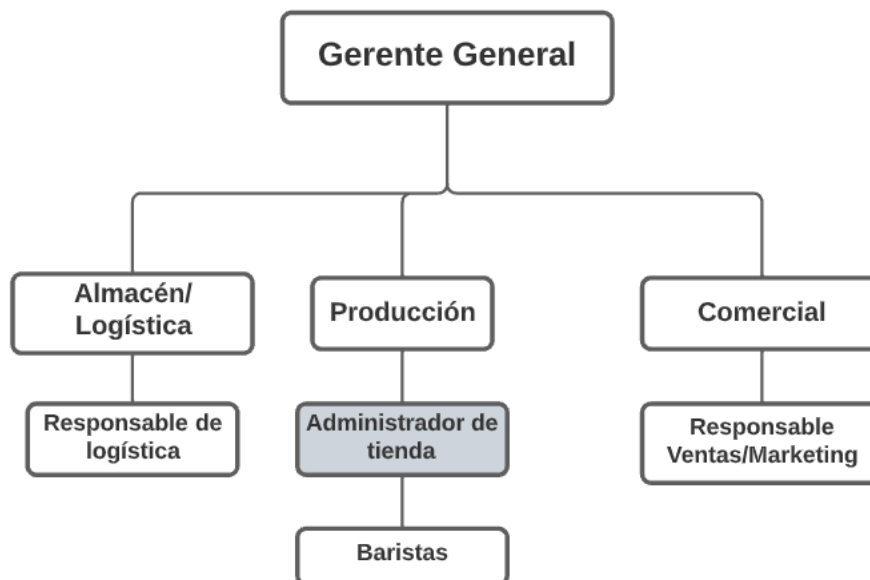 Gerente General
Almacén/
Logística
Producción
Comercial
Responsable de
logística
Administrador de
tienda
Responsable
Ventas/Marketing
Baristas